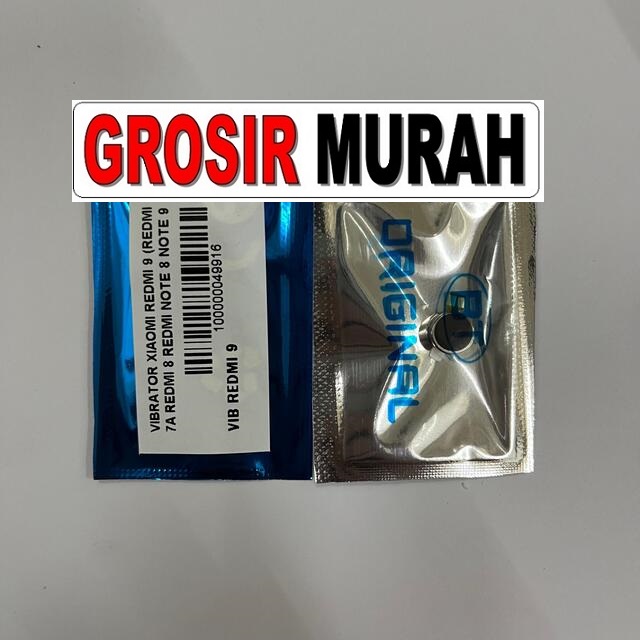 GROSIR MURAH
VIBRATOR XIAOMI REDMI 9 (REDMI
7A REDMI 8 REDMI NOTE 8 NOTE 9
100000049916
VIB REDMI 9
BT
ORIGINAL